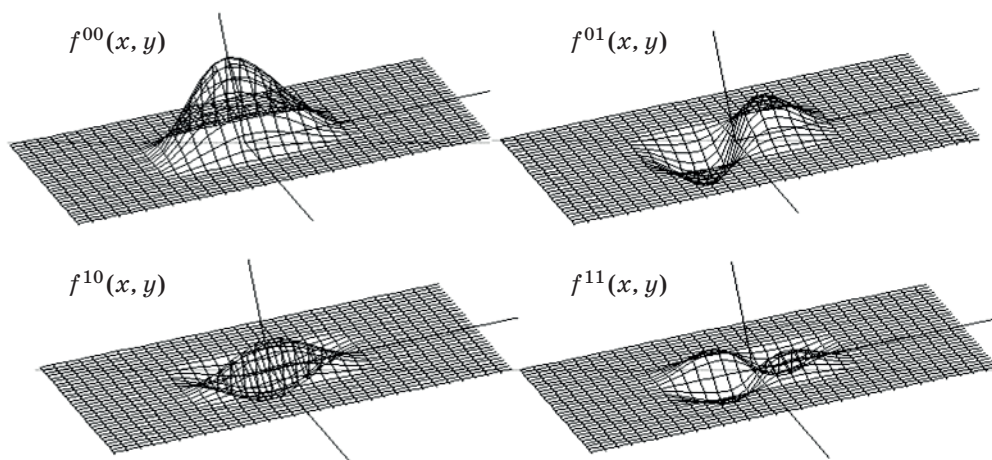 f⁰⁰(x, y)
f⁰¹(x, y)
f¹⁰(x, y)
f¹¹(x, y)